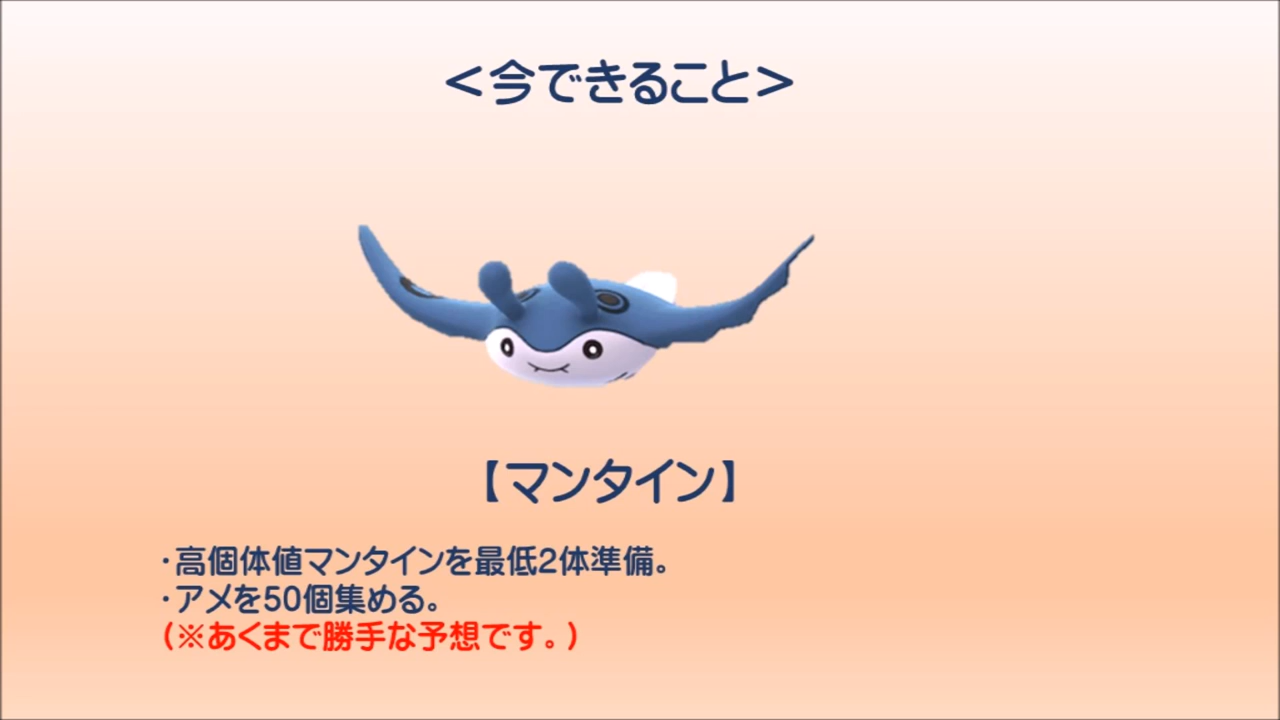 ＜今できること＞
【マンタイン】
・高個体値マンタインを最低2体準備。
・アメを50個集める。
（※あくまで勝手な予想です。）